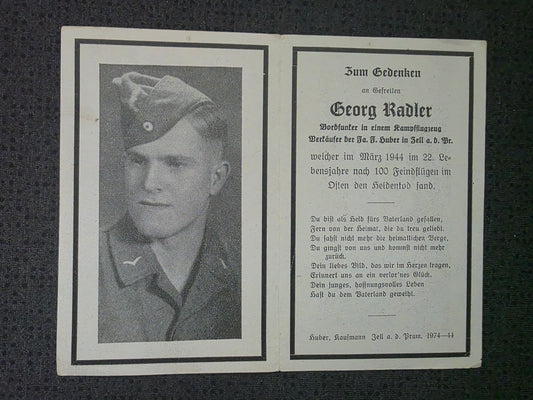 Zum Gedenken
an Gefreiten
Georg Radler
Bordfunker in einem Kampfflugzeug
Verkäufer der Fa. F. Huber in Zell a. d. Pr.
welcher im März 1944 im 22. Le-
bensjahre nach 100 Feindflügen im
Osten den Heldentod fand.
Du bist als Held fürs Vaterland gefallen,
Fern von der Heimat, die du treu geliebt.
Du sahst nicht mehr die heimatlichen Berge,
Du gingst von uns und kommst nicht mehr
zurück.
Dein liebes Bild, das wir im Herzen tragen,
Erinnert uns an ein verlor'nes Glück.
Dein junges, hoffnungsvolles Leben
Hast du dem Vaterland geweiht.
Huber, Kaufmann Zell a. d. Pram. 1974—44